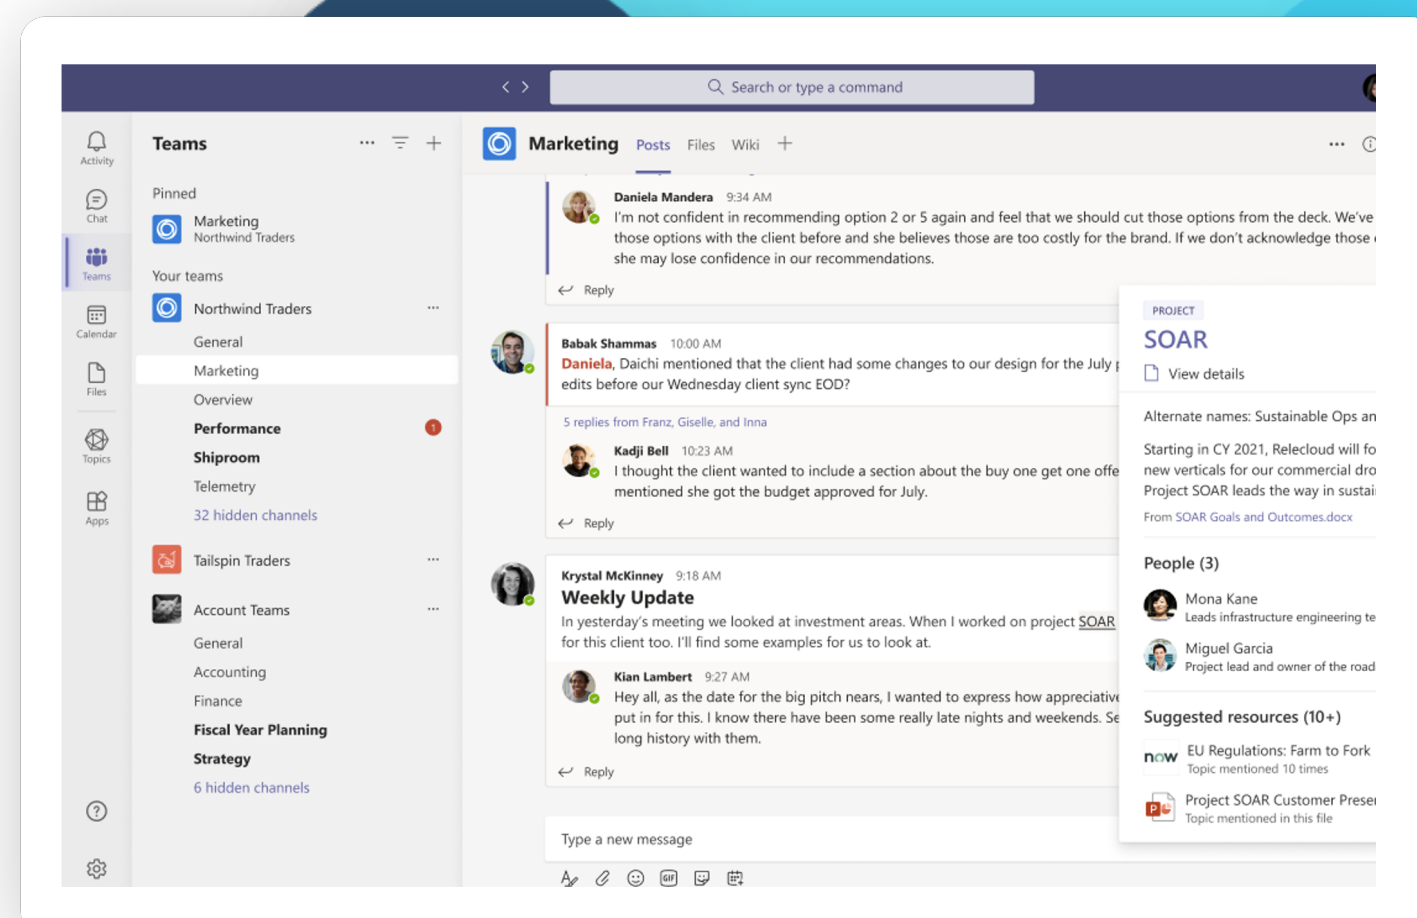 Search or type a command
Activity
Chat
Teams
Calendar
Files
Topics
Apps
Teams
Pinned
Marketing
Northwind Traders
Your teams
Northwind Traders
General
Marketing
Overview
Performance
1
Shiproom
Telemetry
32 hidden channels
Tailspin Traders
Account Teams
General
Accounting
Finance
Fiscal Year Planning
Strategy
6 hidden channels
Marketing Posts Files Wiki
Daniela Mandera 9:34 AM
I'm not confident in recommending option 2 or 5 again and feel that we should cut those options from the deck. We've
those options with the client before and she believes those are too costly for the brand. If we don't acknowledge those
she may lose confidence in our recommendations.
Reply
Babak Shammas 10:00 AM
Daniela, Daichi mentioned that the client had some changes to our design for the July
edits before our Wednesday client sync EOD?
5 replies from Franz, Giselle, and Inna
Kadji Bell 10:23 AM
I thought the client wanted to include a section about the buy one get one offe
mentioned she got the budget approved for July.
Reply
Krystal McKinney 9:18 AM
Weekly Update
In yesterday's meeting we looked at investment areas. When I worked on project SOAR
for this client too. I'll find some examples for us to look at.
Kian Lambert 9:27 AM
Hey all, as the date for the big pitch nears, I wanted to express how appreciative
put in for this. I know there have been some really late nights and weekends. Se
long history with them.
Reply
Type a new message
GIF
PROJECT
SOAR
View details
Alternate names: Sustainable Ops an
Starting in CY 2021, Relecloud will fo
new verticals for our commercial dro
Project SOAR leads the way in sustai
From SOAR Goals and Outcomes.docx
People (3)
Mona Kane
Leads infrastructure engineering te
Miguel Garcia
Project lead and owner of the road
Suggested resources (10+)
now
EU Regulations: Farm to Fork
Topic mentioned 10 times
Project SOAR Customer Presen
Topic mentioned in this file